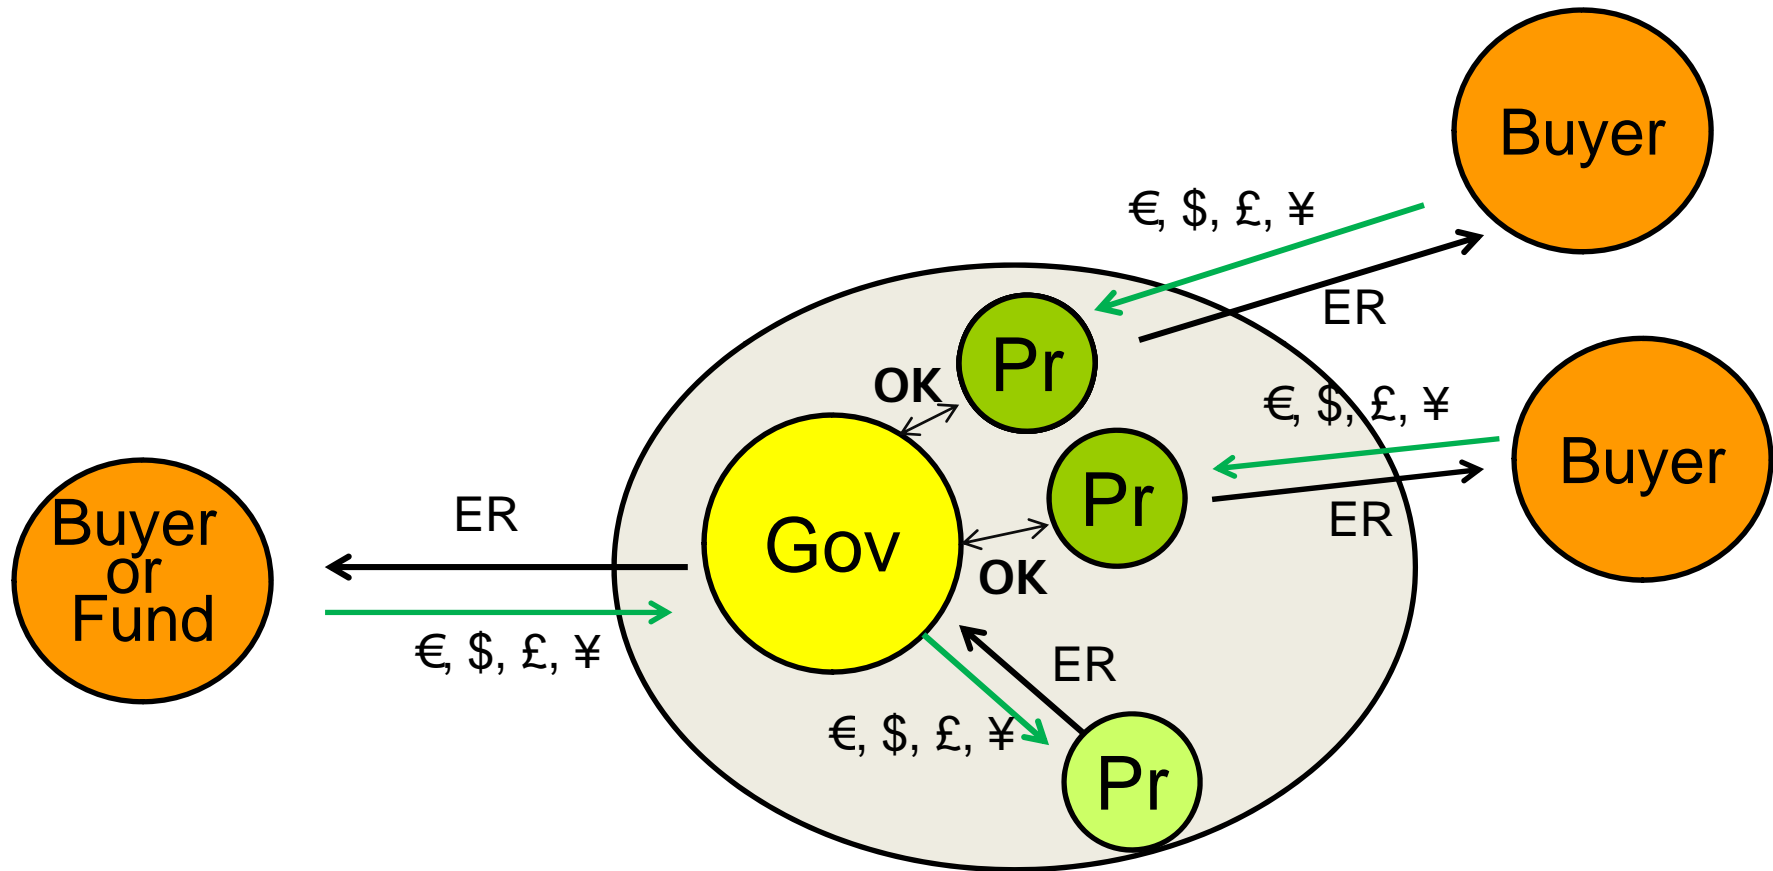 Buyer
€, $, £, ¥
ER
Pr
OK
€, $, £, ¥
Buyer
Pr
ER
Gov
OK
Buyer
or
Fund
ER
€, $, £, ¥
ER
€, $, £, ¥
Pr